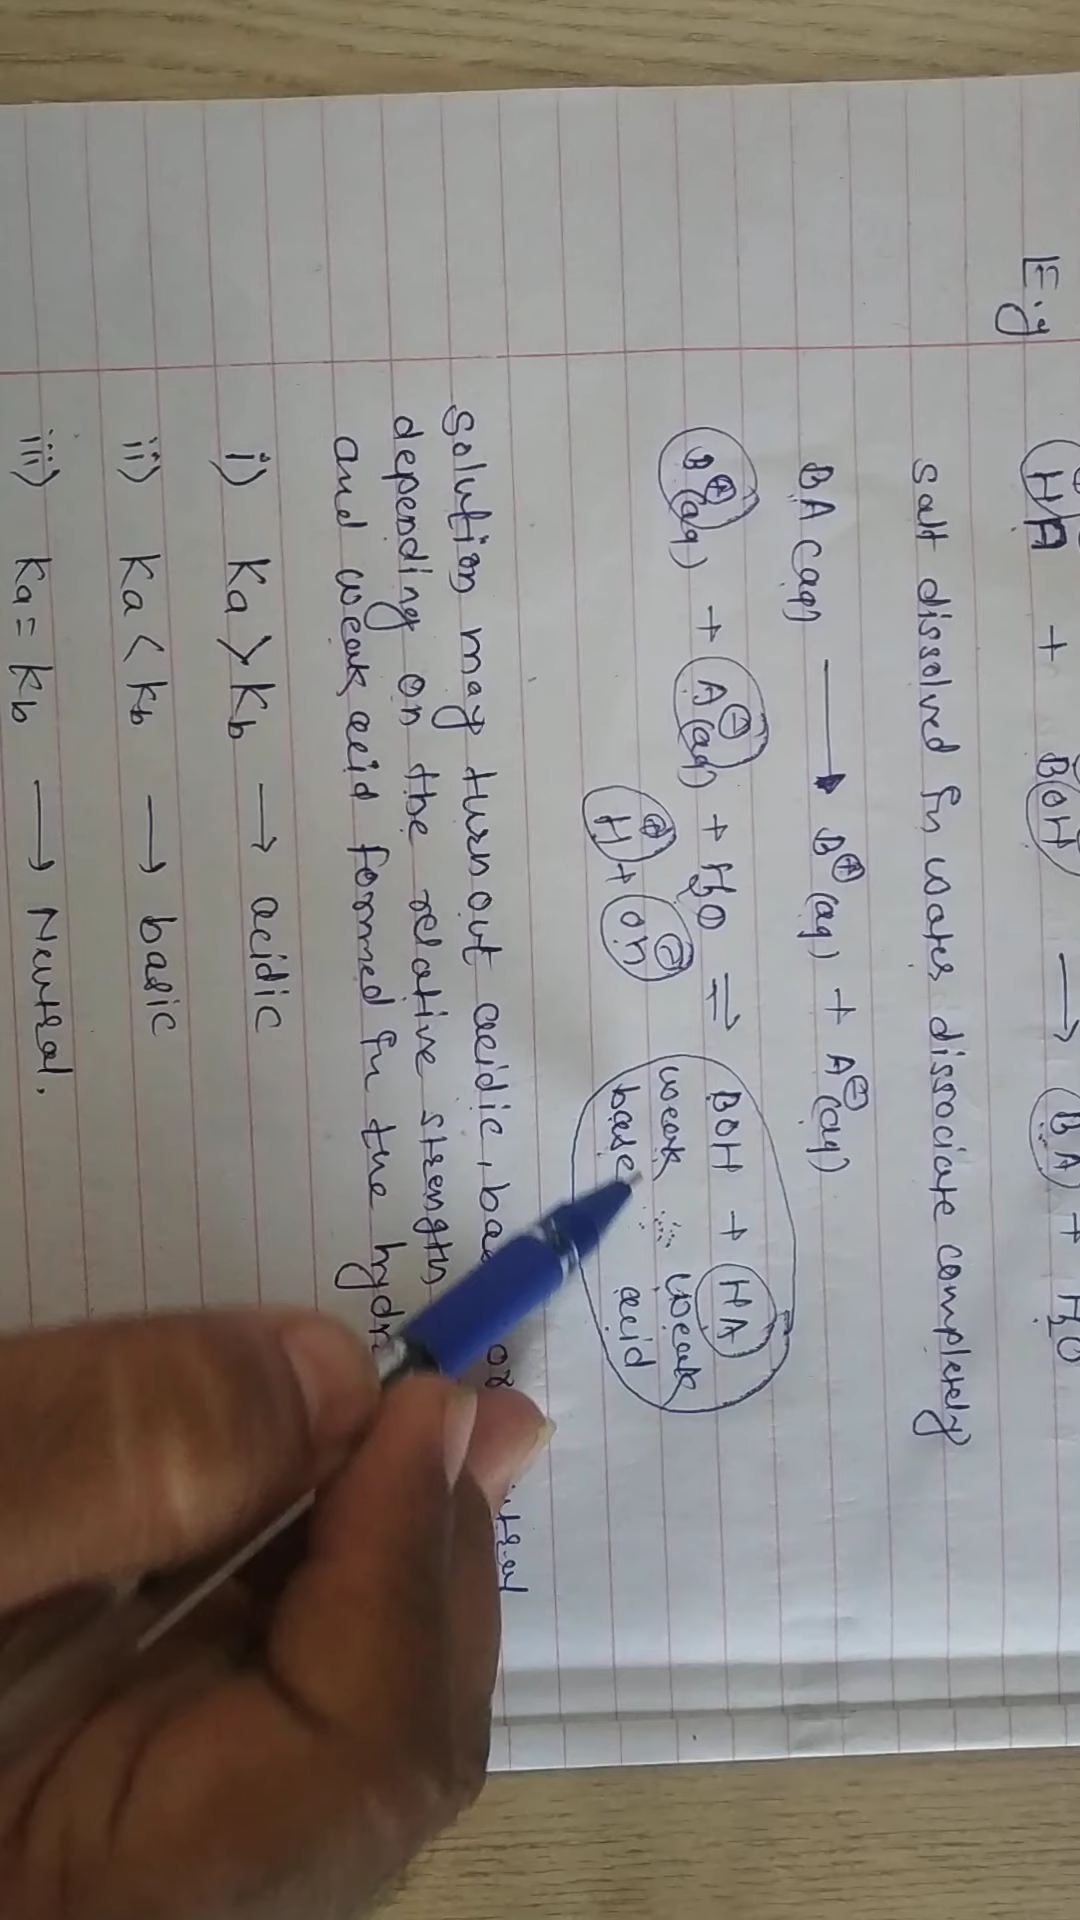 E.g HA + BOH → BA + H2O
Salt dissolved in water dissociate completely
BA (aq) → B⊕(aq) + A⊖(aq)
B⊕(aq) + A⊖(aq) + H2O ⇌ BOH + HA
H⊕ + OH⊖ weak weak
base acid
Solution may turn out acidic, or
depending on the relative strength
and weak acid formed in the
i) Ka > Kb → acidic
ii) Ka < Kb → basic
iii) Ka = Kb → Neutral.